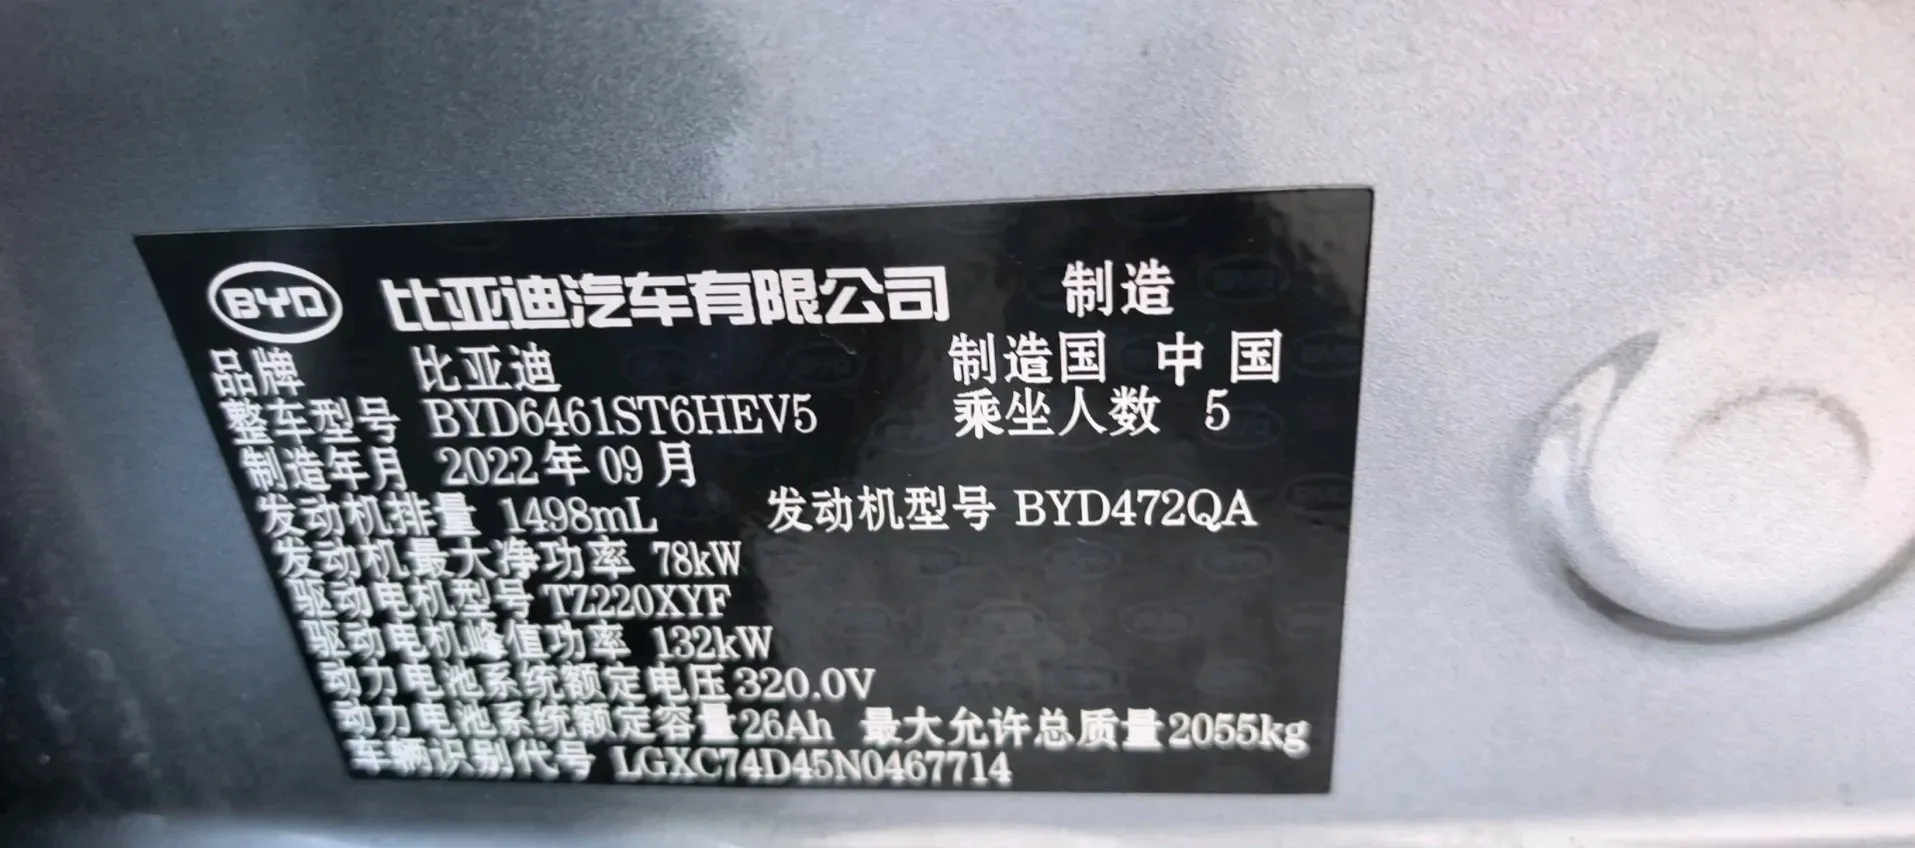 BYD 比亚迪汽车有限公司 制造
品牌 比亚迪 制造国 中国
整车型号 BYD6461ST6HEV5 乘坐人数 5
制造年月 2022年09月
发动机排量 1498mL 发动机型号 BYD472QA
发动机最大净功率 78kW
驱动电机型号 TZ220XYF
驱动电机峰值功率 132kW
动力电池系统额定电压 320.0V
动力电池系统额定容量 26Ah 最大允许总质量 2055kg
车辆识别代号 LGXC74D45N0467714